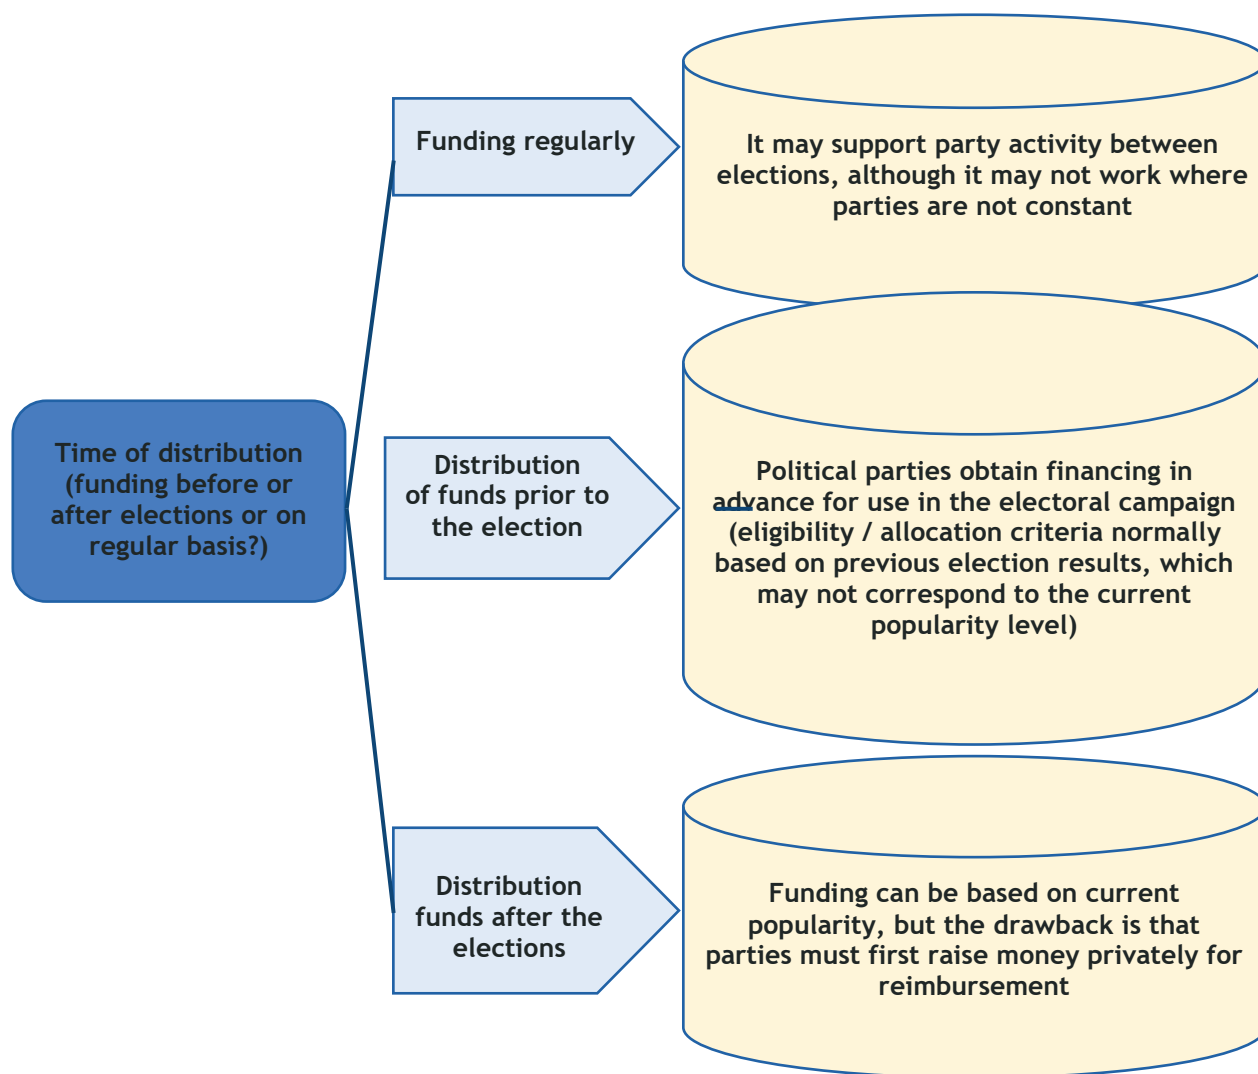 Funding regularly
It may support party activity between
elections, although it may not work where
parties are not constant
Time of distribution
(funding before or
after elections or on
regular basis?)
Distribution
of funds prior to
the election
Political parties obtain financing in
advance for use in the electoral campaign
(eligibility / allocation criteria normally
based on previous election results, which
may not correspond to the current
popularity level)
Distribution
funds after the
elections
Funding can be based on current
popularity, but the drawback is that
parties must first raise money privately for
reimbursement